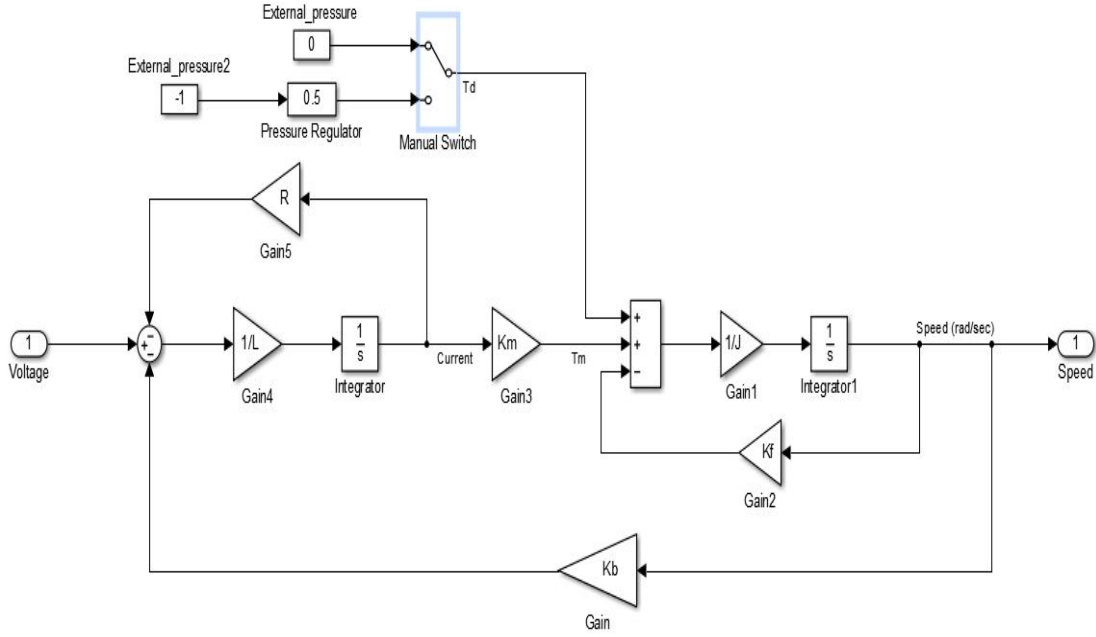 External_pressure
0
External_pressure2
-1
0.5
Pressure Regulator
Td
Manual Switch
R
Gain5
1
Voltage
+
−
−
1/L
Gain4
1
s
Integrator
Current
Km
Gain3
Tm
+
+
−
1/J
Gain1
1
s
Integrator1
Speed (rad/sec)
1
Speed
Kf
Gain2
Kb
Gain